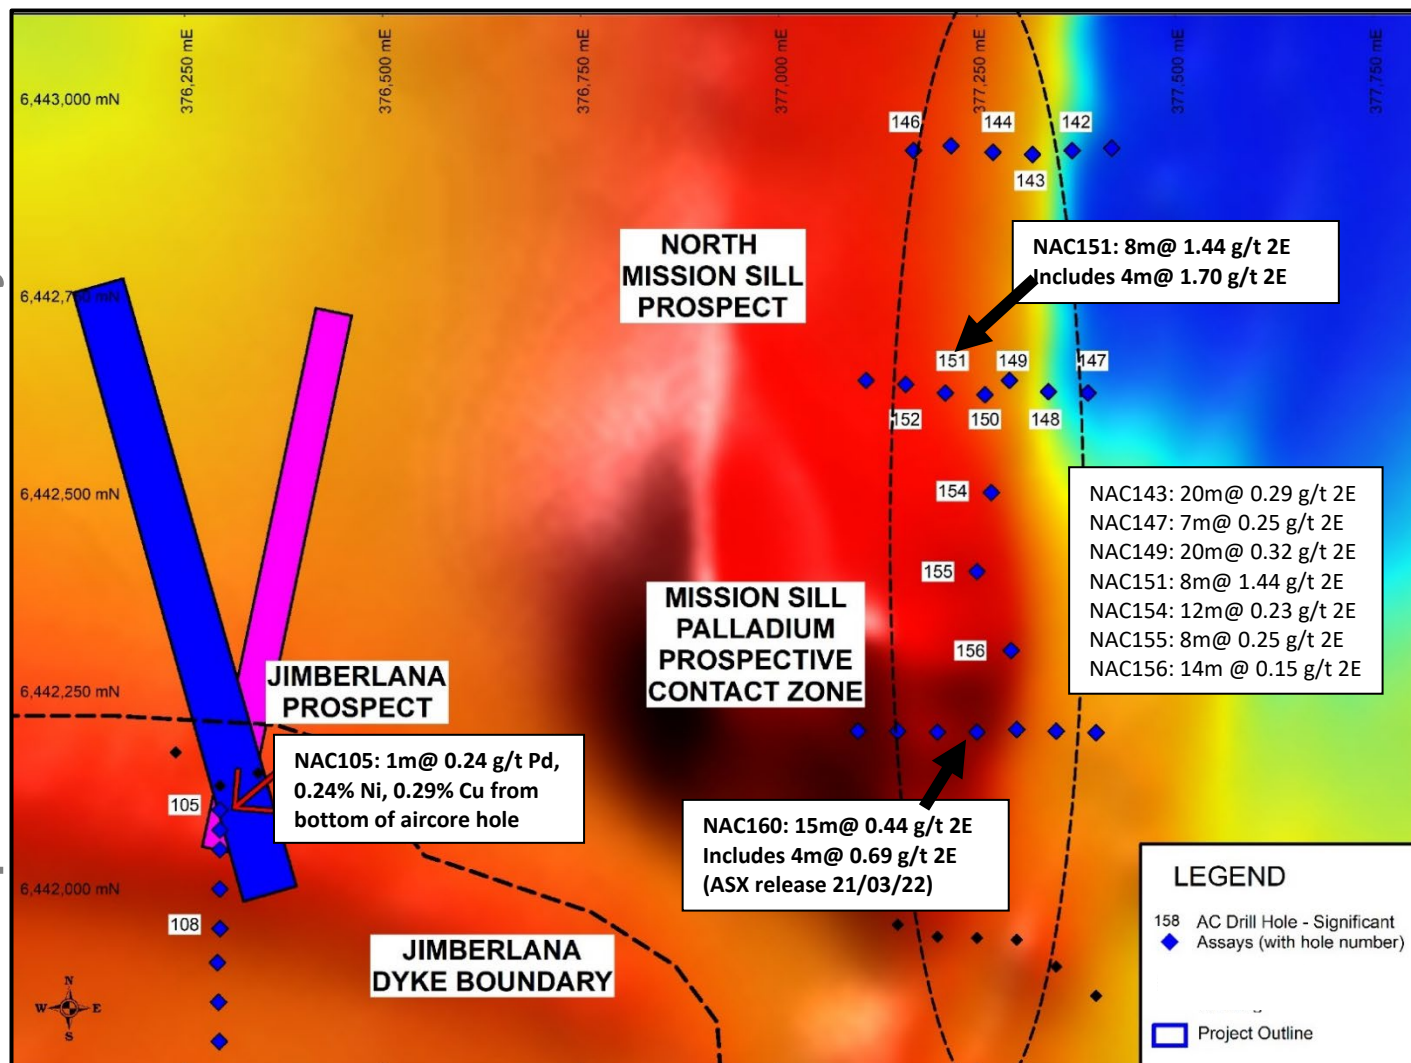 376,250 mE
376,500 mE
376,750 mE
377,000 mE
377,250 mE
377,500 mE
377,750 mE
6,443,000 mN
146
144
142
143
NORTH
MISSION SILL
PROSPECT
NAC151: 8m@ 1.44 g/t 2E
Includes 4m@ 1.70 g/t 2E
6,442,750 mN
151
149
147
152
150
148
6,442,500 mN
154
NAC143: 20m@ 0.29 g/t 2E
NAC147: 7m@ 0.25 g/t 2E
NAC149: 20m@ 0.32 g/t 2E
NAC151: 8m@ 1.44 g/t 2E
NAC154: 12m@ 0.23 g/t 2E
NAC155: 8m@ 0.25 g/t 2E
NAC156: 14m @ 0.15 g/t 2E
155
MISSION SILL
PALLADIUM
PROSPECTIVE
CONTACT ZONE
156
6,442,250 mN
JIMBERLANA
PROSPECT
NAC105: 1m@ 0.24 g/t Pd,
0.24% Ni, 0.29% Cu from
bottom of aircore hole
105
NAC160: 15m@ 0.44 g/t 2E
Includes 4m@ 0.69 g/t 2E
(ASX release 21/03/22)
6,442,000 mN
108
JIMBERLANA
DYKE BOUNDARY
N
W
E
S
LEGEND
158 AC Drill Hole - Significant
Assays (with hole number)
Project Outline